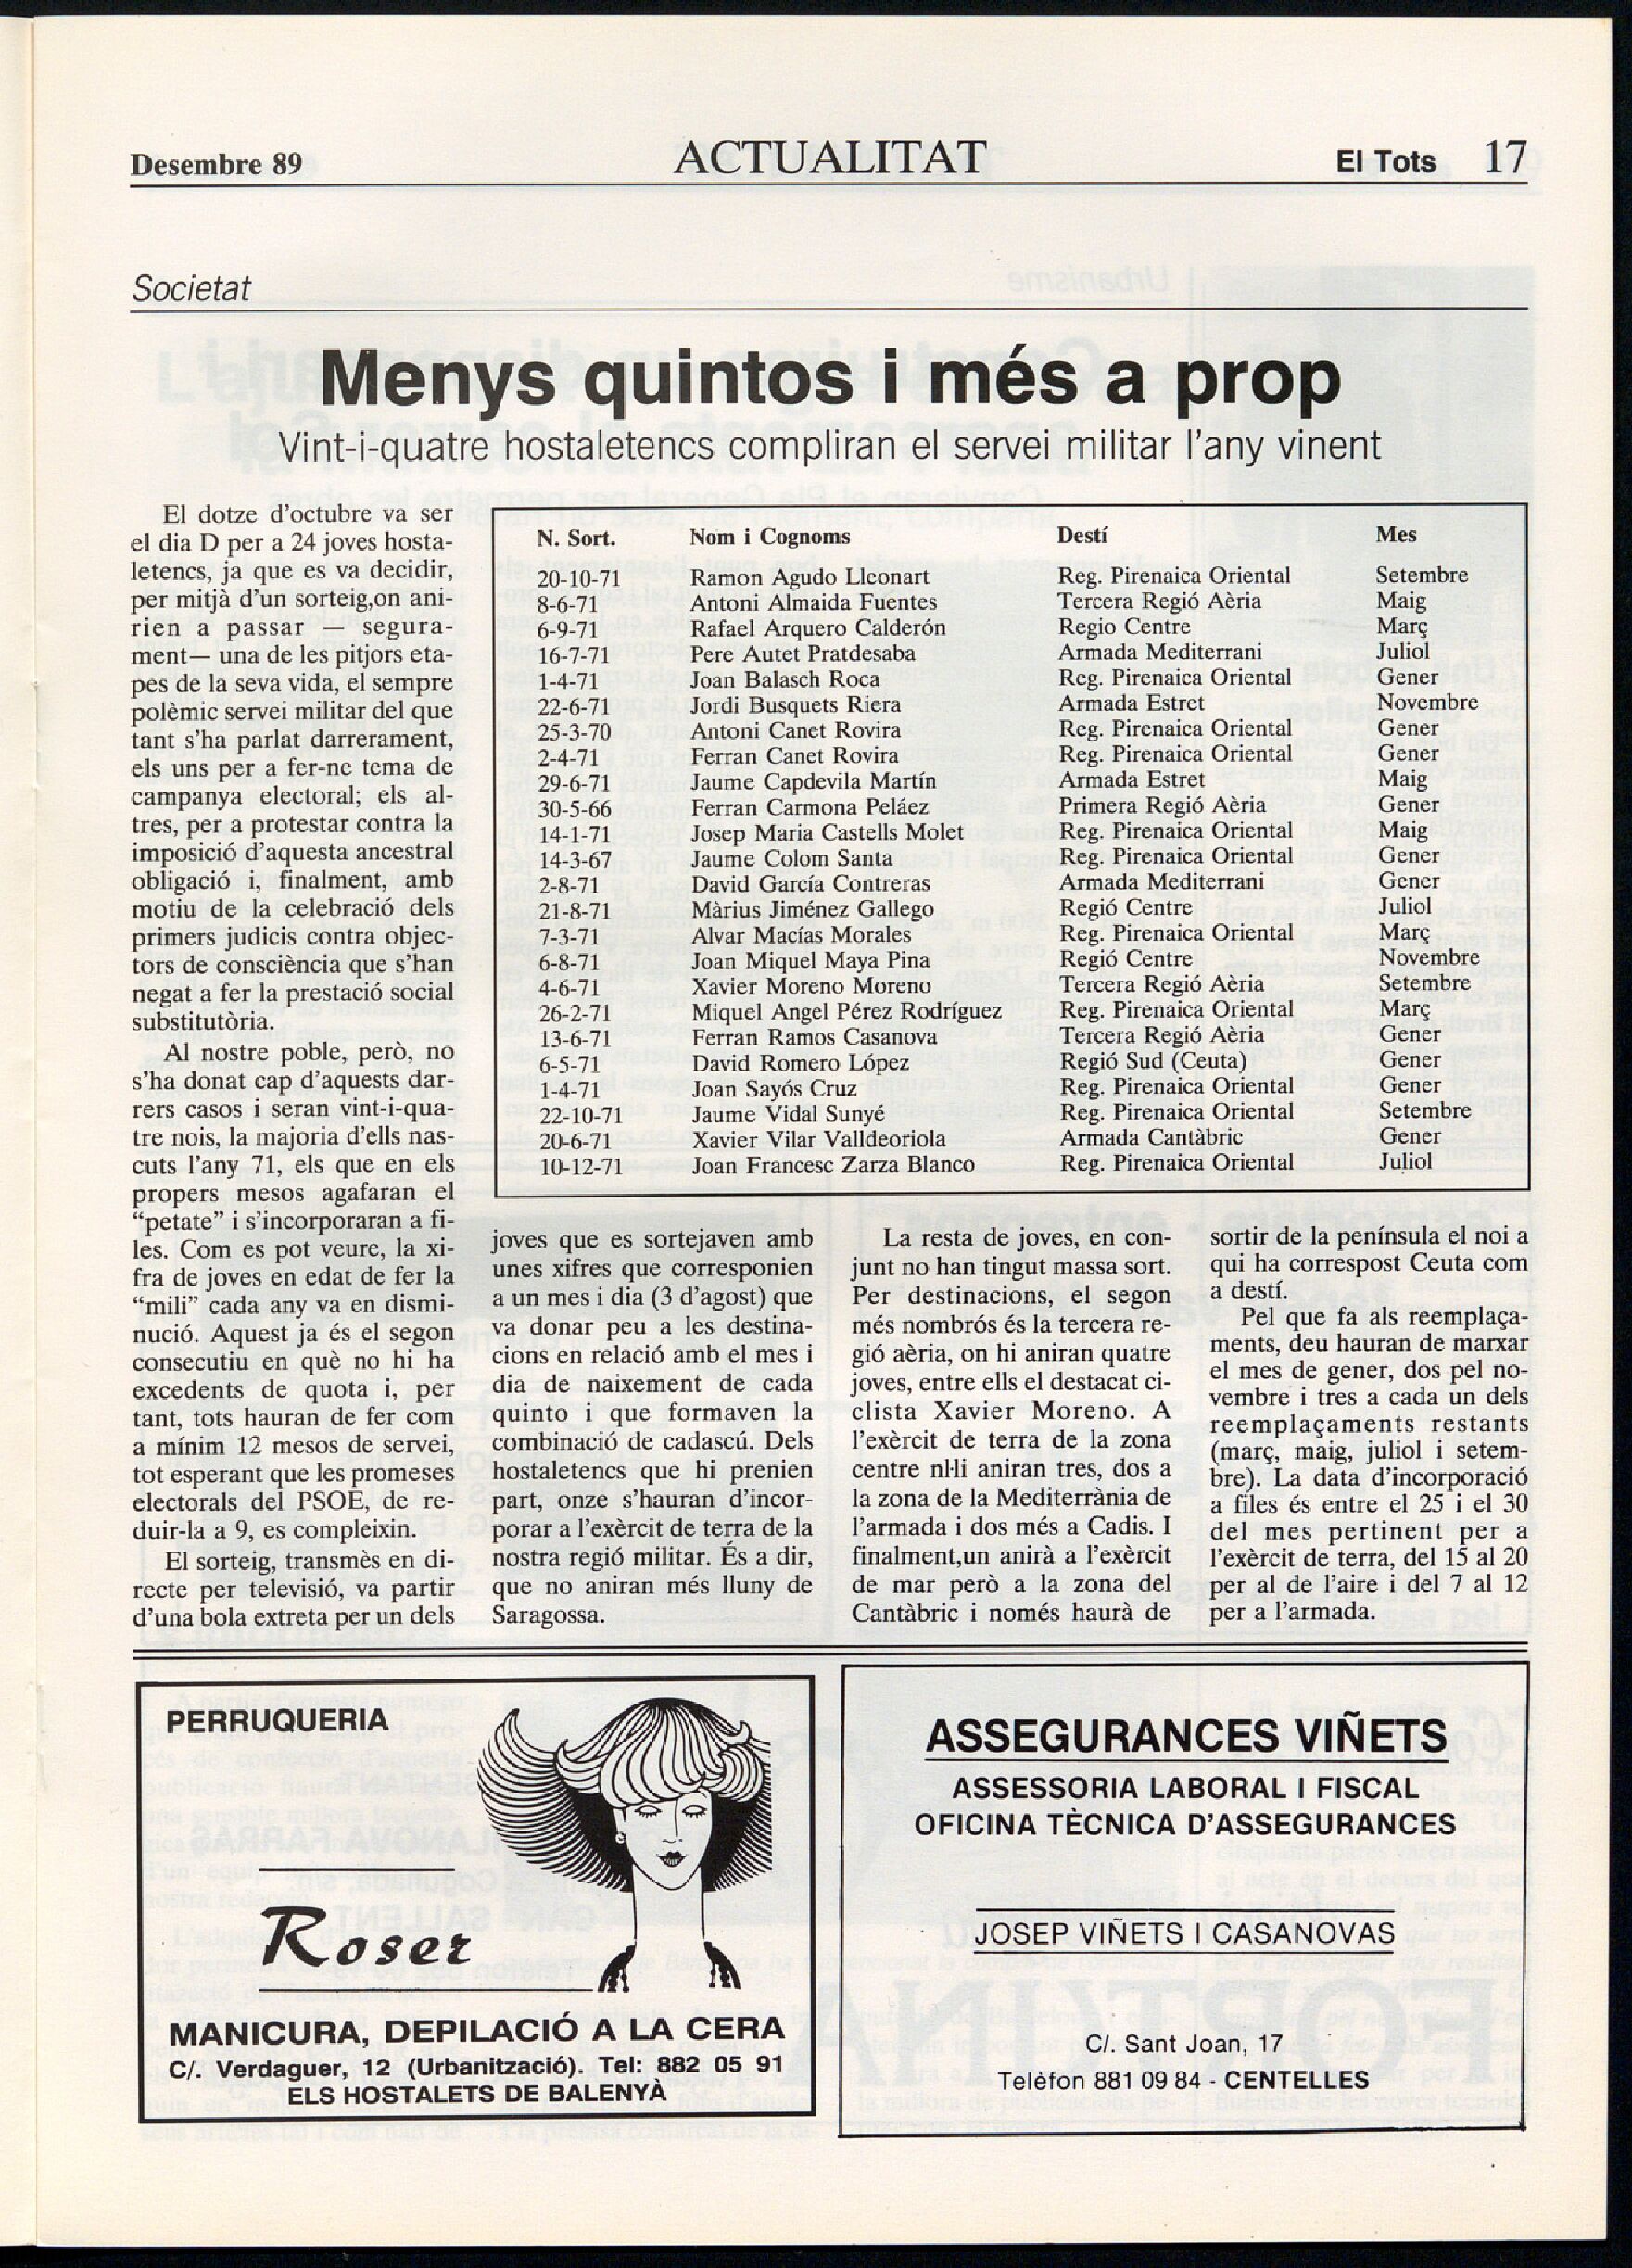 Desembre 89
ACTUALITAT
El Tots 17
Societat
Menys quintos i més a prop
Vint-i-quatre hostaletencs compliran el servei militar l'any vinent
El dotze d'octubre va ser
el dia D per a 24 joves hosta-
letencs, ja que es va decidir,
per mitjà d'un sorteig,on ani-
rien a passar — segura-
ment— una de les pitjors eta-
pes de la seva vida, el sempre
polèmic servei militar del que
tant s'ha parlat darrerament,
els uns per a fer-ne tema de
campanya electoral; els al-
tres, per a protestar contra la
imposició d'aquesta ancestral
obligació i, finalment, amb
motiu de la celebració dels
primers judicis contra objec-
tors de consciència que s'han
negat a fer la prestació social
substitutòria.
Al nostre poble, però, no
s'ha donat cap d'aquests dar-
rers casos i seran vint-i-qua-
tre nois, la majoria d'ells nas-
cuts l'any 71, els que en els
propers mesos agafaran el
"petate" i s'incorporaran a fi-
les. Com es pot veure, la xi-
fra de joves en edat de fer la
"mili" cada any va en dismi-
nució. Aquest ja és el segon
consecutiu en què no hi ha
excedents de quota i, per
tant, tots hauran de fer com
a mínim 12 mesos de servei,
tot esperant que les promeses
electorals del PSOE, de re-
duir-la a 9, es compleixin.
El sorteig, transmès en di-
recte per televisió, va partir
d'una bola extreta per un dels
N. Sort. Nom i Cognoms Destí Mes
20-10-71 Ramon Agudo Lleonart Reg. Pirenaica Oriental Setembre
8-6-71 Antoni Almaida Fuentes Tercera Regió Aèria Maig
6-9-71 Rafael Arquero Calderón Regio Centre Març
16-7-71 Pere Autet Pratdesaba Armada Mediterrani Juliol
1-4-71 Joan Balasch Roca Reg. Pirenaica Oriental Gener
22-6-71 Jordi Busquets Riera Armada Estret Novembre
25-3-70 Antoni Canet Rovira Reg. Pirenaica Oriental Gener
2-4-71 Ferran Canet Rovira Reg. Pirenaica Oriental Gener
29-6-71 Jaume Capdevila Martín Armada Estret Maig
30-5-66 Ferran Carmona Peláez Primera Regió Aèria Gener
14-1-71 Josep Maria Castells Molet Reg. Pirenaica Oriental Maig
14-3-67 Jaume Colom Santa Reg. Pirenaica Oriental Gener
2-8-71 David García Contreras Armada Mediterrani Gener
21-8-71 Màrius Jiménez Gallego Regió Centre Juliol
7-3-71 Alvar Macías Morales Reg. Pirenaica Oriental Març
6-8-71 Joan Miquel Maya Pina Regió Centre Novembre
4-6-71 Xavier Moreno Moreno Tercera Regió Aèria Setembre
26-2-71 Miquel Angel Pérez Rodríguez Reg. Pirenaica Oriental Març
13-6-71 Ferran Ramos Casanova Tercera Regió Aèria Gener
6-5-71 David Romero López Regió Sud (Ceuta) Gener
1-4-71 Joan Sayós Cruz Reg. Pirenaica Oriental Gener
22-10-71 Jaume Vidal Sunyé Reg. Pirenaica Oriental Setembre
20-6-71 Xavier Vilar Valldeoriola Armada Cantàbric Gener
10-12-71 Joan Francesc Zarza Blanco Reg. Pirenaica Oriental Juliol
joves que es sortejaven amb
unes xifres que corresponien
a un mes i dia (3 d'agost) que
va donar peu a les destina-
cions en relació amb el mes i
dia de naixement de cada
quinto i que formaven la
combinació de cadascú. Dels
hostaletencs que hi prenien
part, onze s'hauran d'incor-
porar a l'exèrcit de terra de la
nostra regió militar. És a dir,
que no aniran més lluny de
Saragossa.
La resta de joves, en con-
junt no han tingut massa sort.
Per destinacions, el segon
més nombrós és la tercera re-
gió aèria, on hi aniran quatre
joves, entre ells el destacat ci-
clista Xavier Moreno. A
l'exèrcit de terra de la zona
centre nl·li aniran tres, dos a
la zona de la Mediterrània de
l'armada i dos més a Cadis. I
finalment,un anirà a l'exèrcit
de mar però a la zona del
Cantàbric i només haurà de
sortir de la península el noi a
qui ha correspost Ceuta com
a destí.
Pel que fa als reemplaça-
ments, deu hauran de marxar
el mes de gener, dos pel no-
vembre i tres a cada un dels
reemplaçaments restants
(març, maig, juliol i setem-
bre). La data d'incorporació
a files és entre el 25 i el 30
del mes pertinent per a
l'exèrcit de terra, del 15 al 20
per al de l'aire i del 7 al 12
per a l'armada.
PERRUQUERIA
Roser
MANICURA, DEPILACIÓ A LA CERA
C/. Verdaguer, 12 (Urbanització). Tel: 882 05 91
ELS HOSTALETS DE BALENYÀ
ASSEGURANCES VIÑETS
ASSESSORIA LABORAL I FISCAL
OFICINA TÈCNICA D'ASSEGURANCES
JOSEP VIÑETS I CASANOVAS
C/. Sant Joan, 17
Telèfon 881 09 84 - CENTELLES